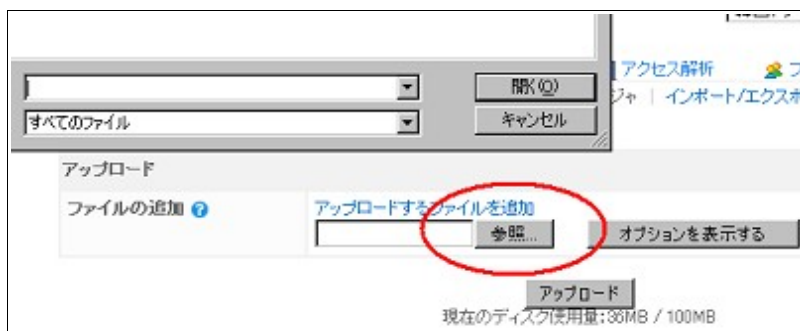 アクセス解析
開く(O)
ジャ | インポート/エクスポ
すべてのファイル
キャンセル
アップロード
ファイルの追加
アップロードするファイルを追加
参照...
オプションを表示する
アップロード
現在のディスク使用量:36MB / 100MB